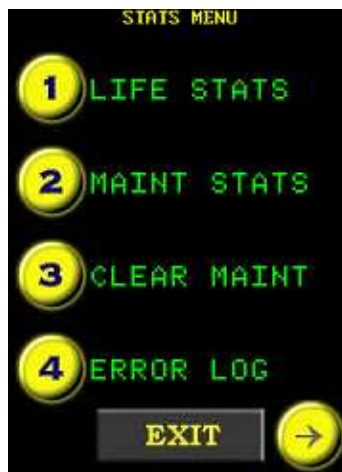 STATS MENU
1 LIFE STATS
2 MAINT STATS
3 CLEAR MAINT
4 ERROR LOG
EXIT →